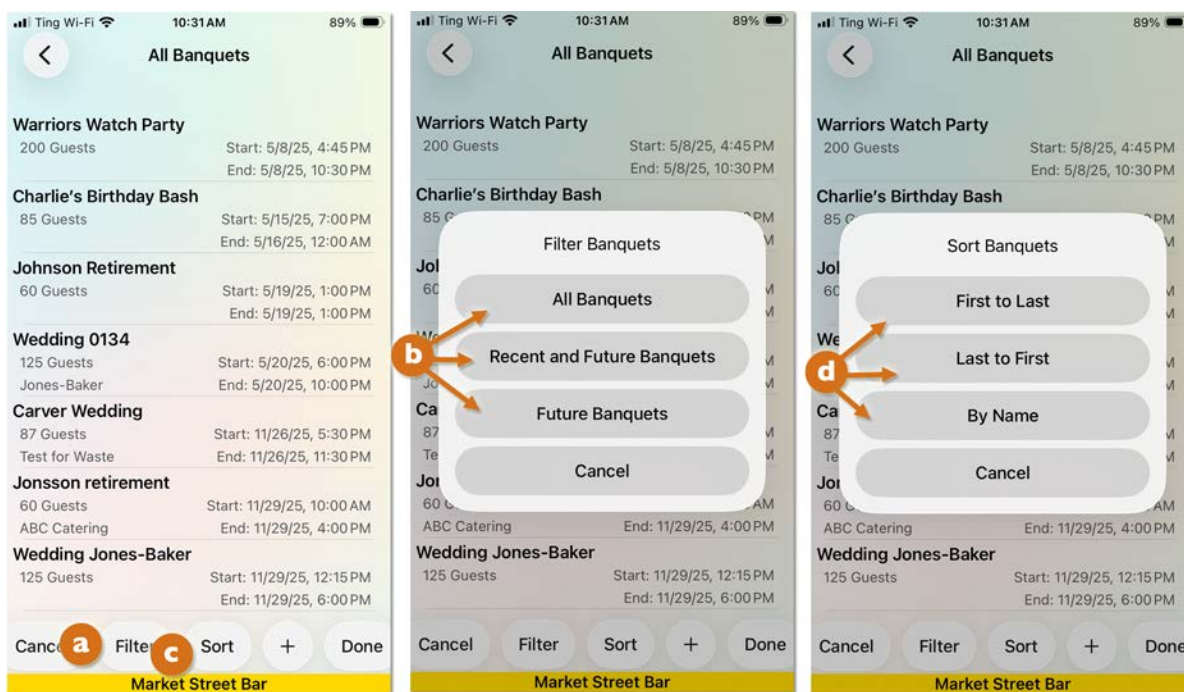 Ting Wi-Fi 10:31 AM 89%
All Banquets
Warriors Watch Party
200 Guests Start: 5/8/25, 4:45 PM
End: 5/8/25, 10:30 PM
Charlie's Birthday Bash
85 Guests Start: 5/15/25, 7:00 PM
End: 5/16/25, 12:00 AM
Johnson Retirement
60 Guests Start: 5/19/25, 1:00 PM
End: 5/19/25, 1:00 PM
Wedding 0134
125 Guests Start: 5/20/25, 6:00 PM
Jones-Baker End: 5/20/25, 10:00 PM
Carver Wedding
87 Guests Start: 11/26/25, 5:30 PM
Test for Waste End: 11/26/25, 11:30 PM
Jonsson retirement
60 Guests Start: 11/29/25, 10:00 AM
ABC Catering End: 11/29/25, 4:00 PM
Wedding Jones-Baker
125 Guests Start: 11/29/25, 12:15 PM
End: 11/29/25, 6:00 PM
Canc a Filte c Sort + Done
Market Street Bar
Ting Wi-Fi 10:31 AM 89%
All Banquets
Warriors Watch Party
200 Guests Start: 5/8/25, 4:45 PM
End: 5/8/25, 10:30 PM
Charlie's Birthday Bash
85 PM
Filter Banquets
All Banquets
b
Recent and Future Banquets
Future Banquets
Cancel
60 AM
ABC Catering End: 11/29/25, 4:00 PM
Wedding Jones-Baker
125 Guests Start: 11/29/25, 12:15 PM
End: 11/29/25, 6:00 PM
Cancel Filter Sort + Done
Market Street Bar
Ting Wi-Fi 10:31 AM 89%
All Banquets
Warriors Watch Party
200 Guests Start: 5/8/25, 4:45 PM
End: 5/8/25, 10:30 PM
Charlie's Birthday Bash
85 PM
Sort Banquets
First to Last
d
Last to First
By Name
Cancel
60 AM
ABC Catering End: 11/29/25, 4:00 PM
Wedding Jones-Baker
125 Guests Start: 11/29/25, 12:15 PM
End: 11/29/25, 6:00 PM
Cancel Filter Sort + Done
Market Street Bar